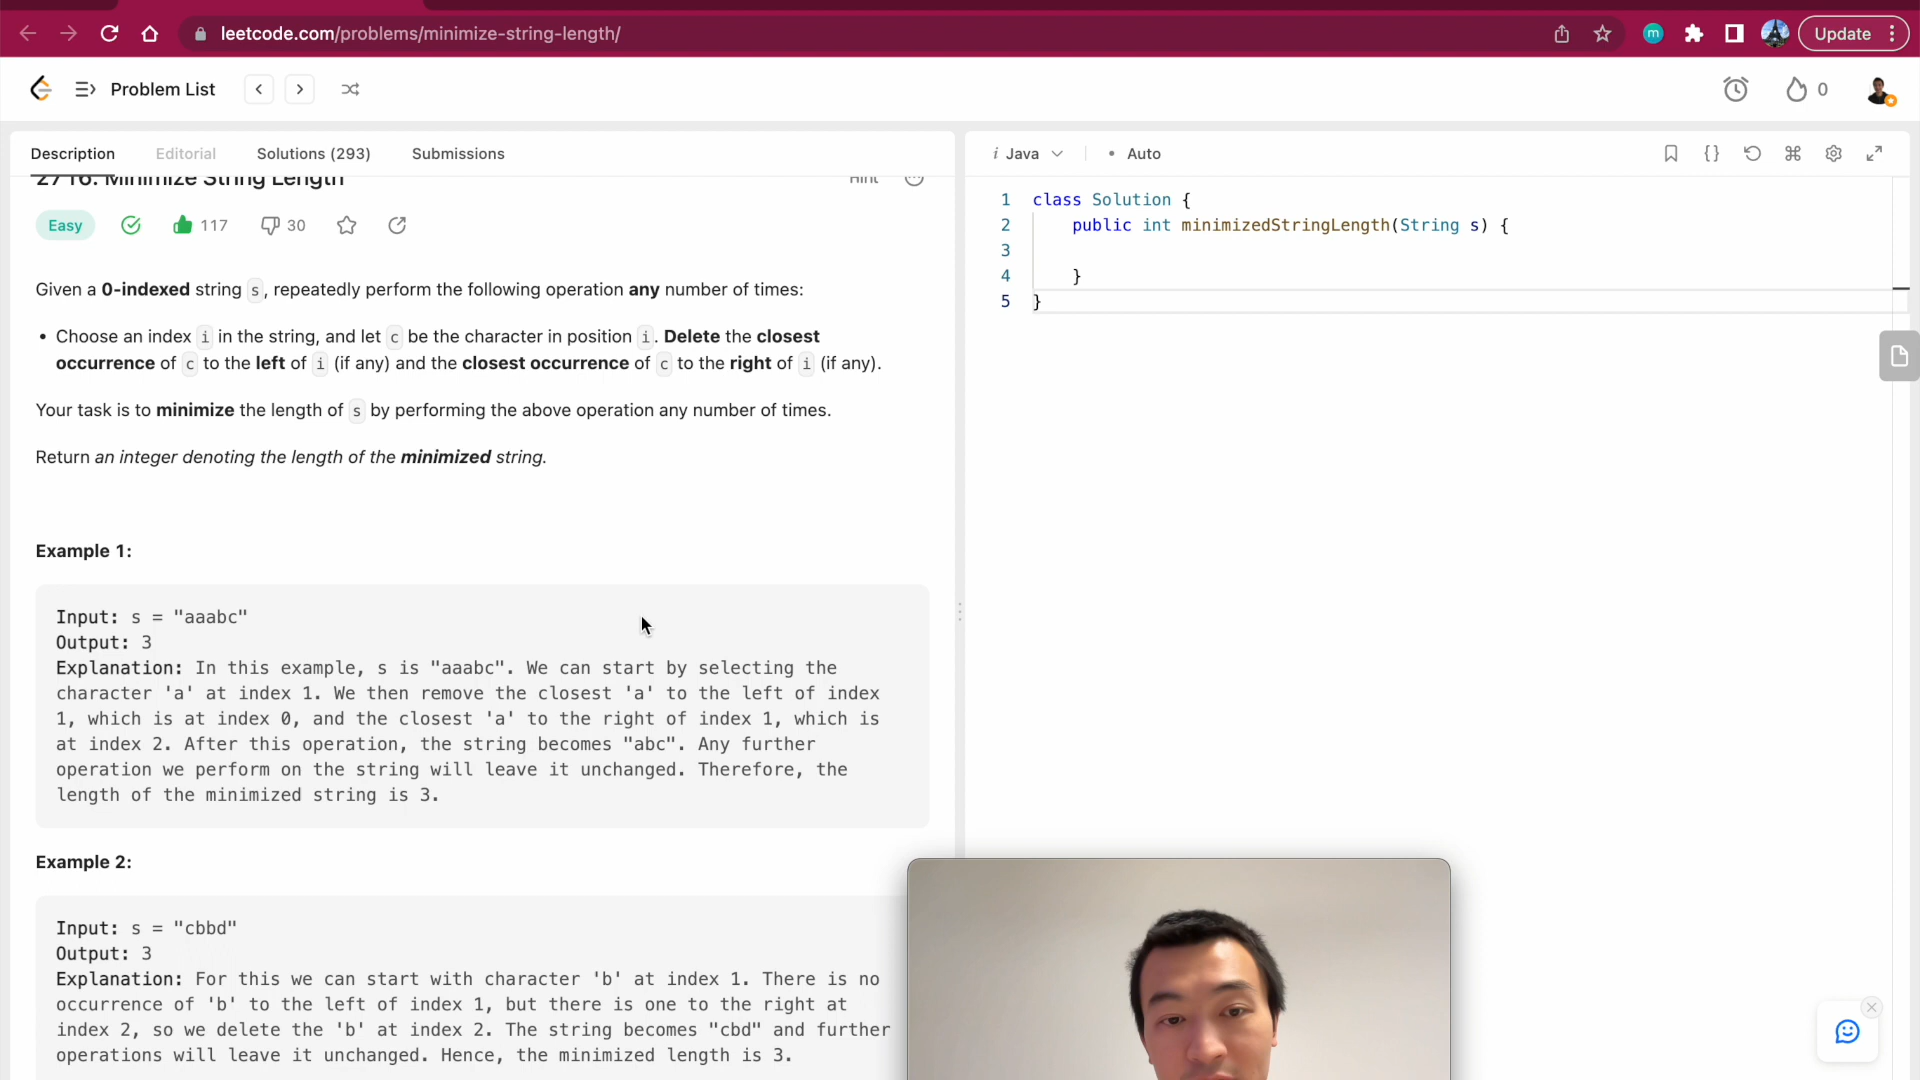 leetcode.com/problems/minimize-string-length/
Update
Problem List
0
Description Editorial Solutions (293) Submissions
2716. Minimize String Length Hint
Easy 117 30
Given a 0-indexed string s, repeatedly perform the following operation any number of times:
• Choose an index i in the string, and let c be the character in position i. Delete the closest
occurrence of c to the left of i (if any) and the closest occurrence of c to the right of i (if any).
Your task is to minimize the length of s by performing the above operation any number of times.
Return an integer denoting the length of the minimized string.
Example 1:
Input: s = "aaabc"
Output: 3
Explanation: In this example, s is "aaabc". We can start by selecting the
character 'a' at index 1. We then remove the closest 'a' to the left of index
1, which is at index 0, and the closest 'a' to the right of index 1, which is
at index 2. After this operation, the string becomes "abc". Any further
operation we perform on the string will leave it unchanged. Therefore, the
length of the minimized string is 3.
Example 2:
Input: s = "cbbd"
Output: 3
Explanation: For this we can start with character 'b' at index 1. There is no
occurrence of 'b' to the left of index 1, but there is one to the right at
index 2, so we delete the 'b' at index 2. The string becomes "cbd" and further
operations will leave it unchanged. Hence, the minimized length is 3.
i Java • Auto
1 class Solution {
2 public int minimizedStringLength(String s) {
3
4 }
5 }
m